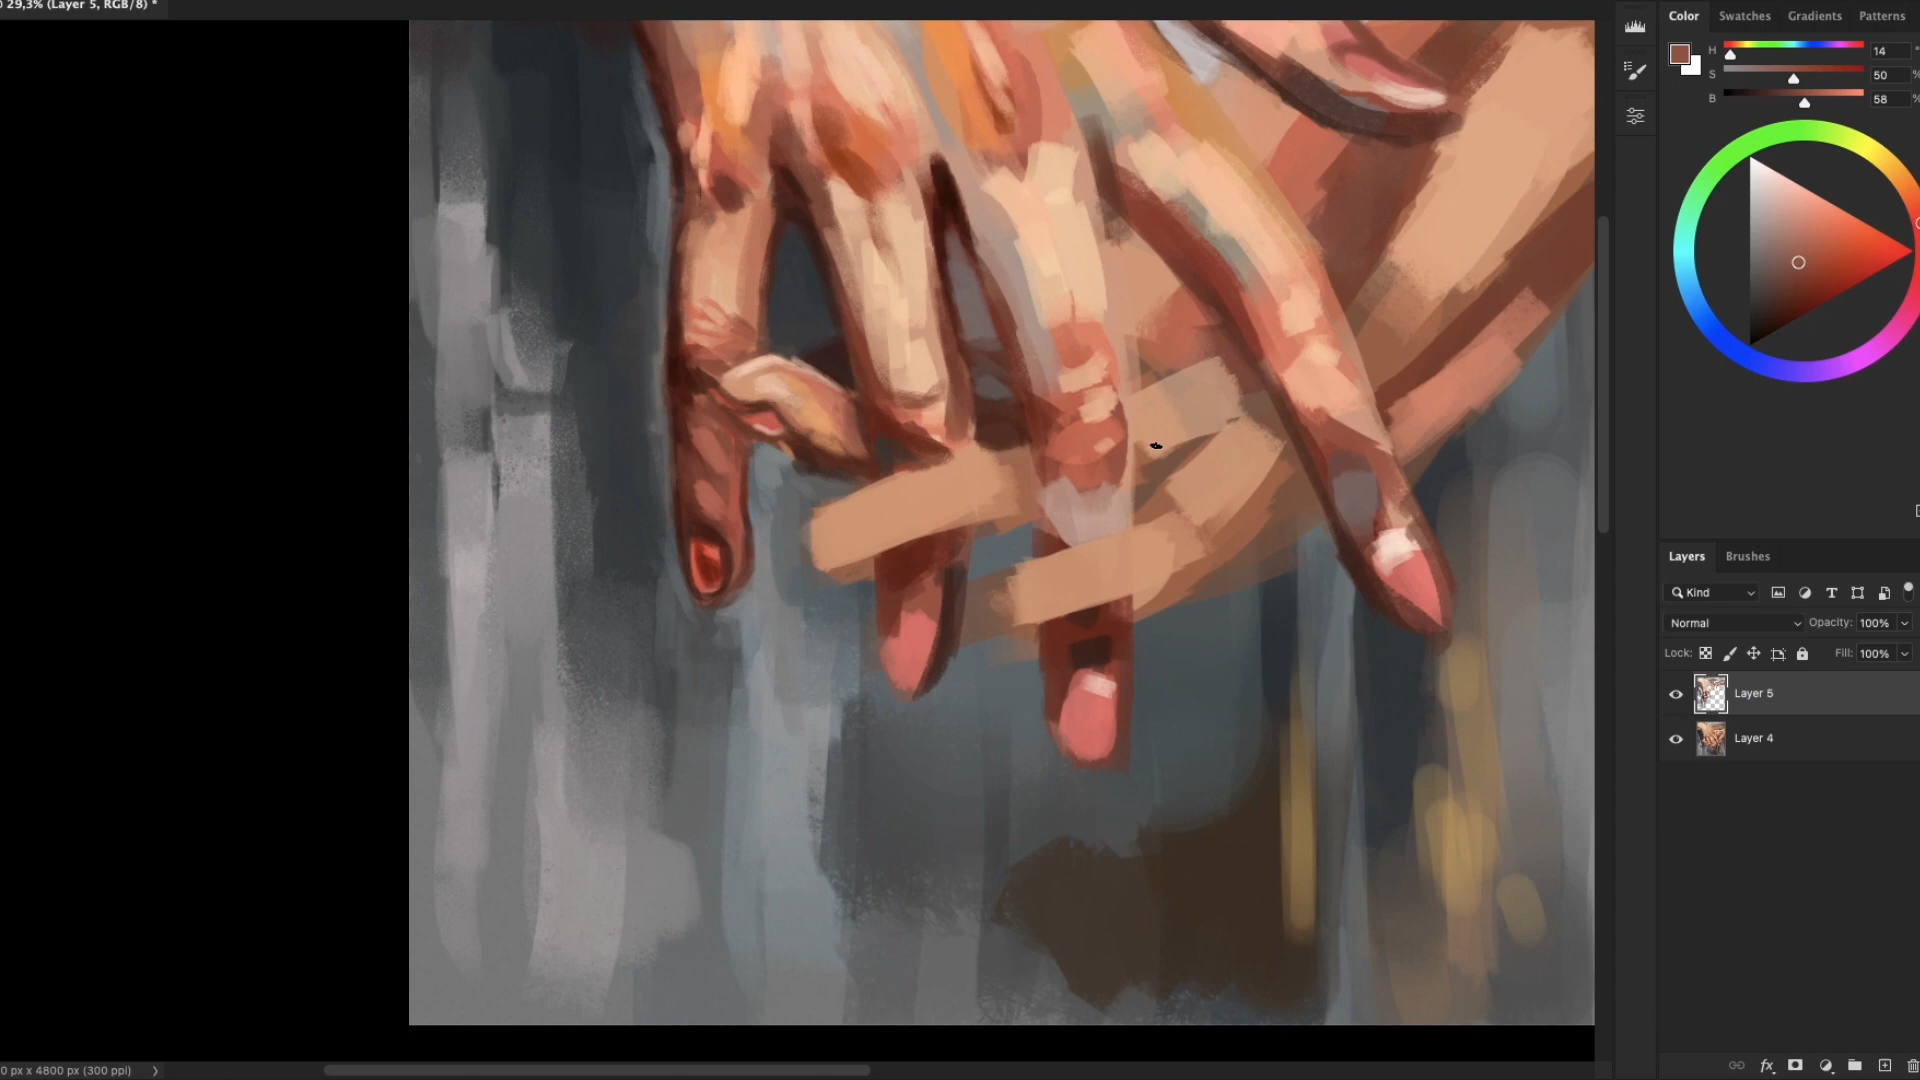 29,3% (Layer 5, RGB/8) *
Color Swatches Gradients Patterns
H 14 °
S 50 %
B 58 %
Layers Brushes
Kind
Normal Opacity: 100%
Lock: Fill: 100%
Layer 5
Layer 4
fx
0 px x 4800 px (300 ppi)